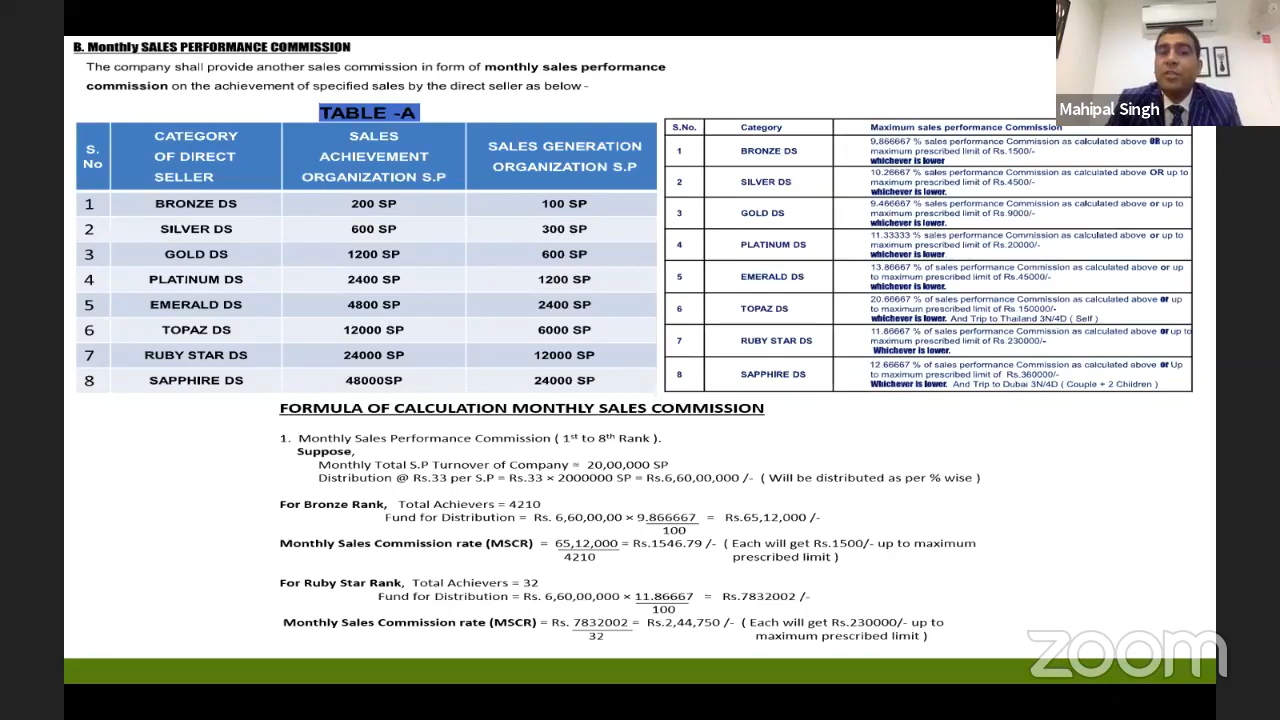 B. Monthly SALES PERFORMANCE COMMISSION
The company shall provide another sales commission in form of monthly sales performance
commission on the achievement of specified sales by the direct seller as below -
TABLE -A
S. No CATEGORY OF DIRECT SELLER SALES ACHIEVEMENT ORGANIZATION S.P SALES GENERATION ORGANIZATION S.P
1 BRONZE DS 200 SP 100 SP
2 SILVER DS 600 SP 300 SP
3 GOLD DS 1200 SP 600 SP
4 PLATINUM DS 2400 SP 1200 SP
5 EMERALD DS 4800 SP 2400 SP
6 TOPAZ DS 12000 SP 6000 SP
7 RUBY STAR DS 24000 SP 12000 SP
8 SAPPHIRE DS 48000SP 24000 SP
Mahipal Singh
S.No. Category Maximum sales performance Commission
1 BRONZE DS 9.866667 % sales performance Commission as calculated above OR up to
maximum prescribed limit of Rs.1500/-
whichever is lower
2 SILVER DS 10.26667 % sales performance Commission as calculated above OR up to
maximum prescribed limit of Rs.4500/-
whichever is lower.
3 GOLD DS 9.466667 % sales performance Commission as calculated above or up to
maximum prescribed limit of Rs.9000/-
whichever is lower.
4 PLATINUM DS 11.33333 % sales performance Commission as calculated above or up to
maximum prescribed limit of Rs.20000/-
whichever is lower
5 EMERALD DS 13.86667 % of sales performance Commission as calculated above or up
to maximum prescribed limit of Rs.45000/-
whichever is lower.
6 TOPAZ DS 20.66667 % of sales performance Commission as calculated above or up
to maximum prescribed limit of Rs.150000/-
whichever is lower. And Trip to Thailand 3N/4D ( Self )
7 RUBY STAR DS 11.86667 % of sales performance Commission as calculated above or up to
maximum prescribed limit of Rs.230000/-
Whichever is lower.
8 SAPPHIRE DS 12.66667 % of sales performance Commission as calculated above or Up
to maximum prescribed limit of Rs.360000/-
Whichever is lower. And Trip to Dubai 3N/4D ( Couple + 2 Children )
FORMULA OF CALCULATION MONTHLY SALES COMMISSION
1. Monthly Sales Performance Commission ( 1st to 8th Rank ).
Suppose,
Monthly Total S.P Turnover of Company = 20,00,000 SP
Distribution @ Rs.33 per S.P = Rs.33 × 2000000 SP = Rs.6,60,00,000 /- ( Will be distributed as per % wise )
For Bronze Rank, Total Achievers = 4210
Fund for Distribution = Rs. 6,60,00,00 × 9.866667 = Rs.65,12,000 /-
100
Monthly Sales Commission rate (MSCR) = 65,12,000 = Rs.1546.79 /- ( Each will get Rs.1500/- up to maximum
4210 prescribed limit )
For Ruby Star Rank, Total Achievers = 32
Fund for Distribution = Rs. 6,60,00,000 × 11.86667 = Rs.7832002 /-
100
Monthly Sales Commission rate (MSCR) = Rs. 7832002 = Rs.2,44,750 /- ( Each will get Rs.230000/- up to
32 maximum prescribed limit )
zoom